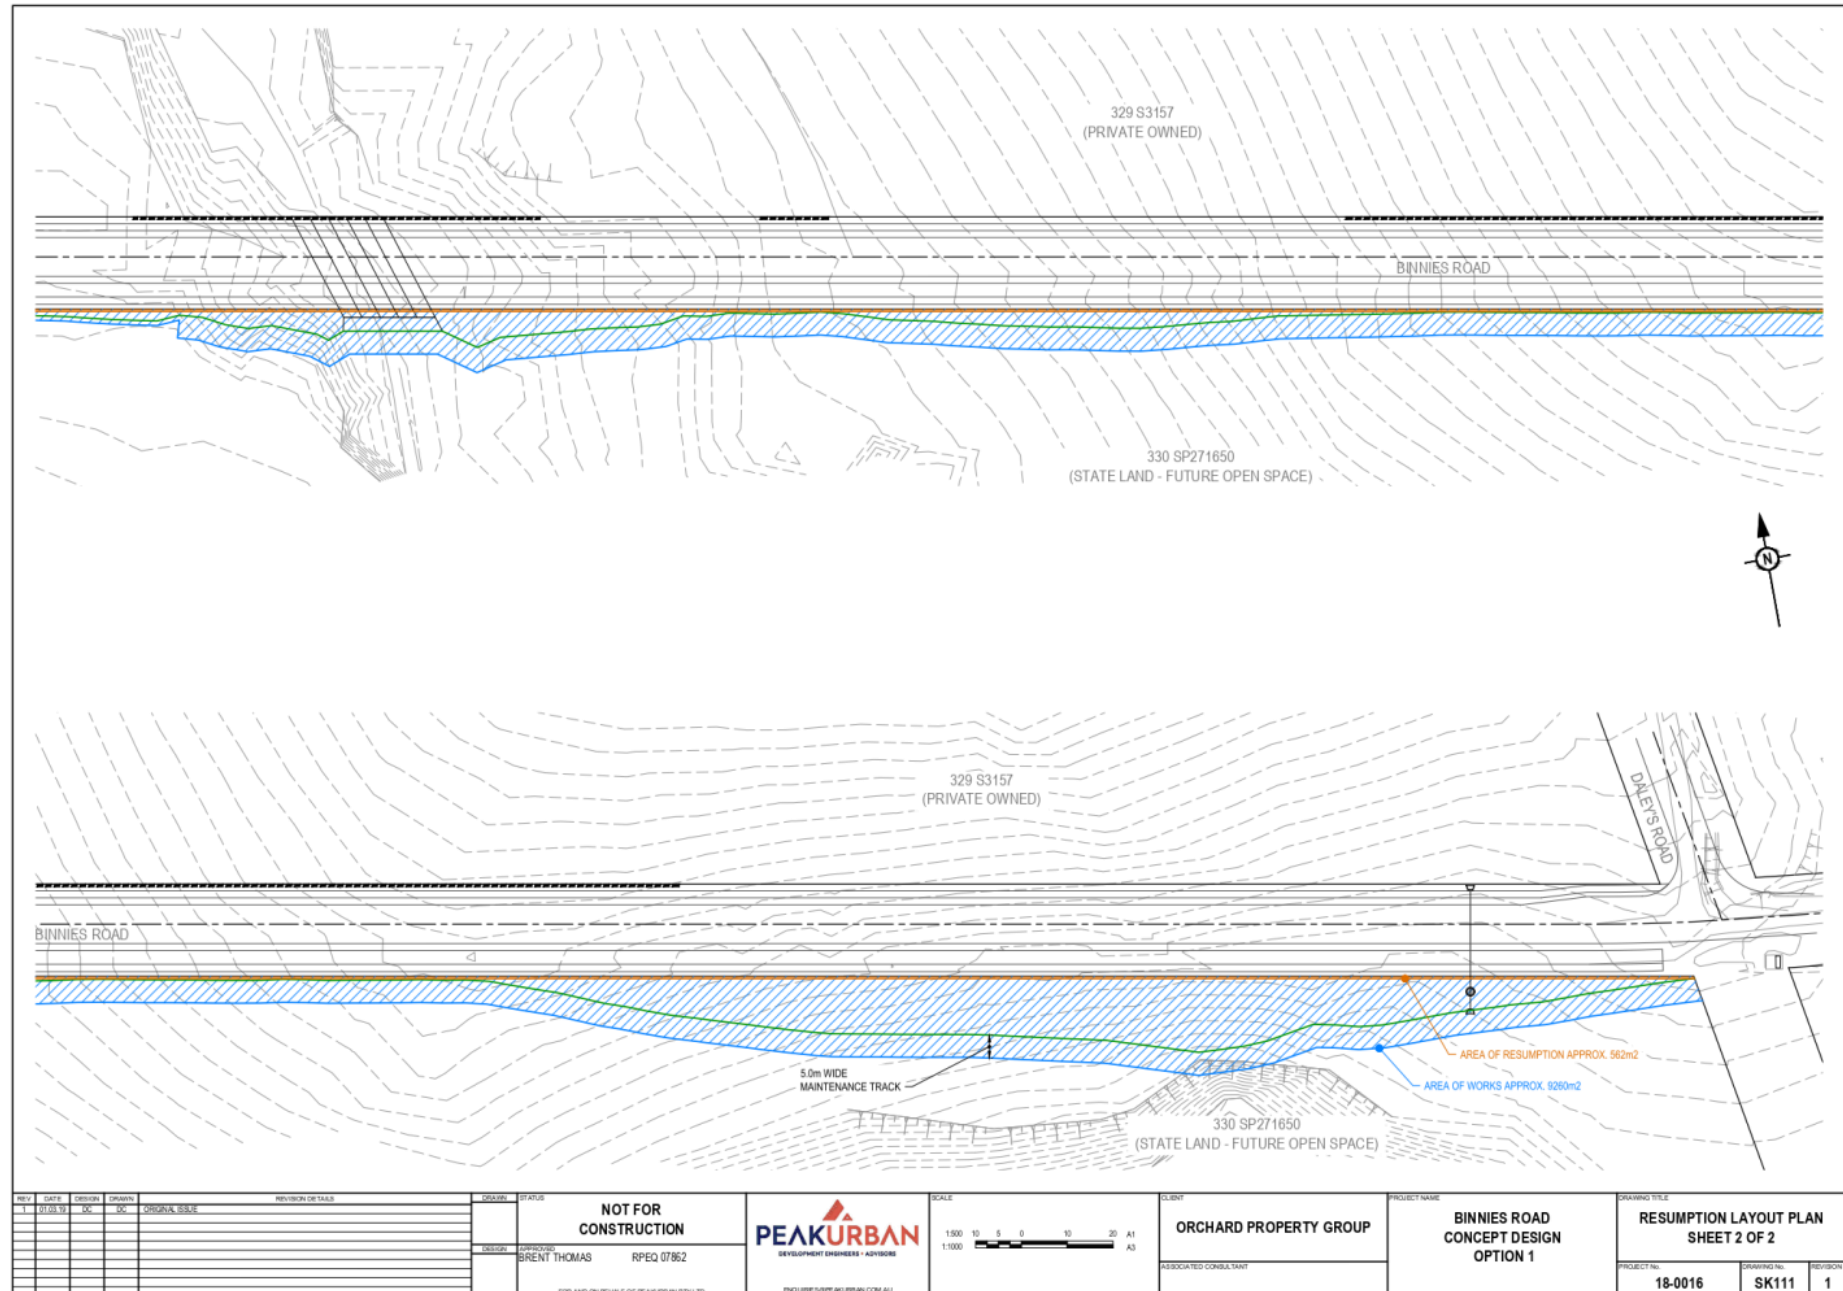 329 S3157
(PRIVATE OWNED)
BINNIES ROAD
330 SP271650
(STATE LAND - FUTURE OPEN SPACE)
N
329 S3157
(PRIVATE OWNED)
DALEY'S ROAD
BINNIES ROAD
AREA OF RESUMPTION APPROX. 562m2
5.0m WIDE
MAINTENANCE TRACK
AREA OF WORKS APPROX. 9260m2
330 SP271650
(STATE LAND - FUTURE OPEN SPACE)
REV DATE DESIGN DRAWN REVISION DETAILS
1 01.03.19 DC DC ORIGINAL ISSUE
DRAWN
DESIGN
STATUS
NOT FOR
CONSTRUCTION
APPROVED
BRENT THOMAS RPEQ 07862
PEAKURBAN
DEVELOPMENT ENGINEERS + ADVISORS
SCALE
1:500 10 5 0 10 20 A1
1:1000 A3
CLIENT
ORCHARD PROPERTY GROUP
ASSOCIATED CONSULTANT
PROJECT NAME
BINNIES ROAD
CONCEPT DESIGN
OPTION 1
DRAWING TITLE
RESUMPTION LAYOUT PLAN
SHEET 2 OF 2
PROJECT No. DRAWING No. REVISION
18-0016 SK111 1